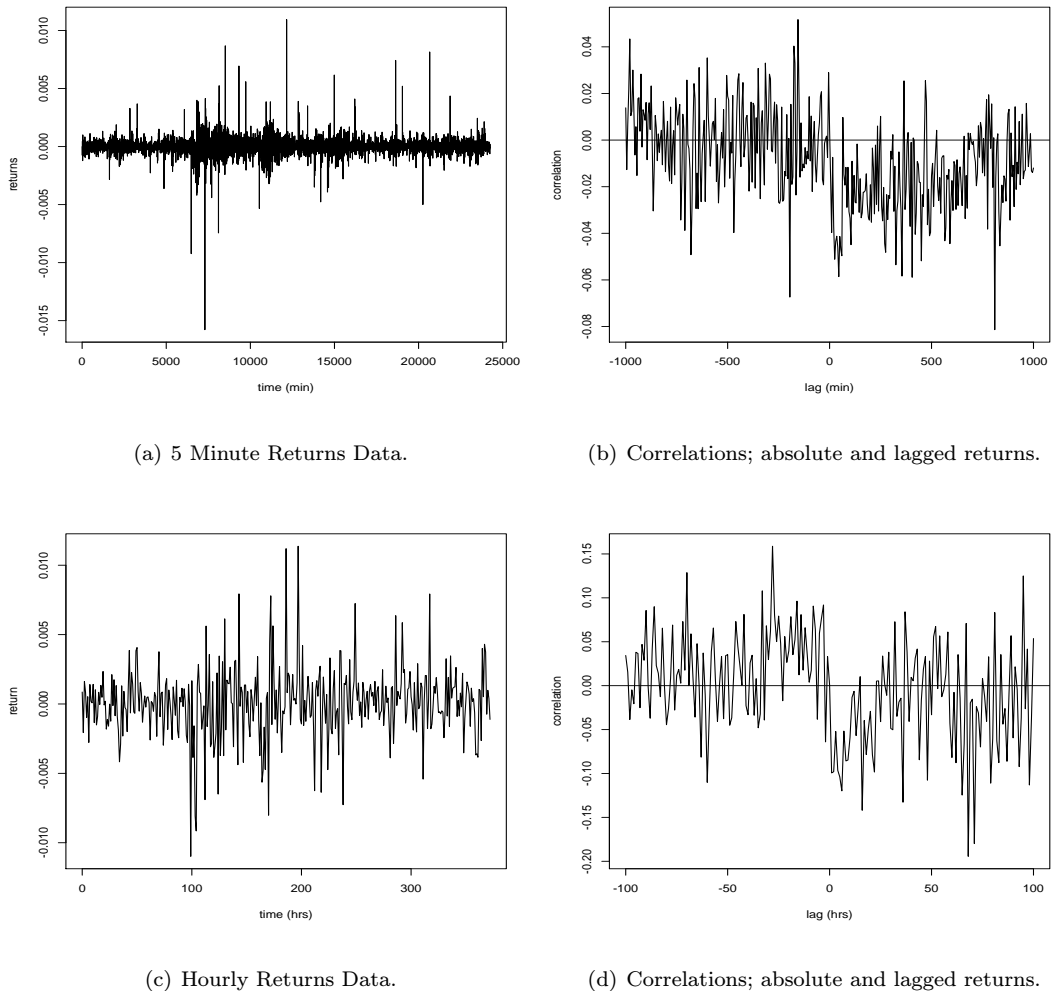 returns
0.010
0.005
0.000
-0.005
-0.010
-0.015
0 5000 10000 15000 20000 25000
time (min)
(a) 5 Minute Returns Data.
correlation
0.04
0.02
0.00
-0.02
-0.04
-0.06
-0.08
-1000 -500 0 500 1000
lag (min)
(b) Correlations; absolute and lagged returns.
return
0.010
0.005
0.000
-0.005
-0.010
0 100 200 300
time (hrs)
(c) Hourly Returns Data.
correlation
0.15
0.10
0.05
0.00
-0.05
-0.10
-0.15
-0.20
-100 -50 0 50 100
lag (hrs)
(d) Correlations; absolute and lagged returns.